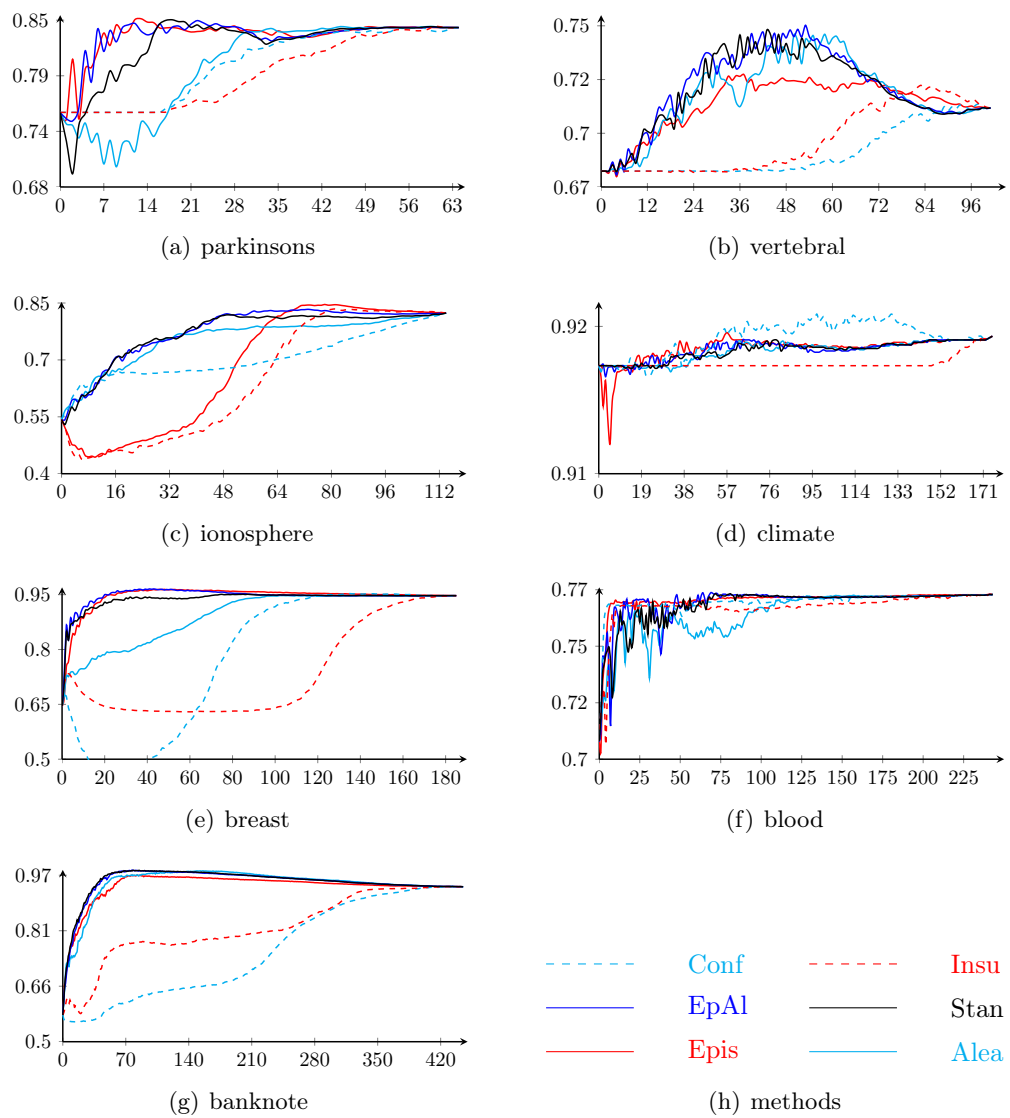 0.85
0.79
0.74
0.68
0 7 14 21 28 35 42 49 56 63
(a) parkinsons
0.75
0.72
0.7
0.67
0 12 24 36 48 60 72 84 96
(b) vertebral
0.85
0.7
0.55
0.4
0 16 32 48 64 80 96 112
(c) ionosphere
0.92
0.91
0 19 38 57 76 95 114 133 152 171
(d) climate
0.95
0.8
0.65
0.5
0 20 40 60 80 100 120 140 160 180
(e) breast
0.77
0.75
0.72
0.7
0 25 50 75 100 125 150 175 200 225
(f) blood
0.97
0.81
0.66
0.5
0 70 140 210 280 350 420
(g) banknote
Conf Insu
EpAl Stan
Epis Alea
(h) methods